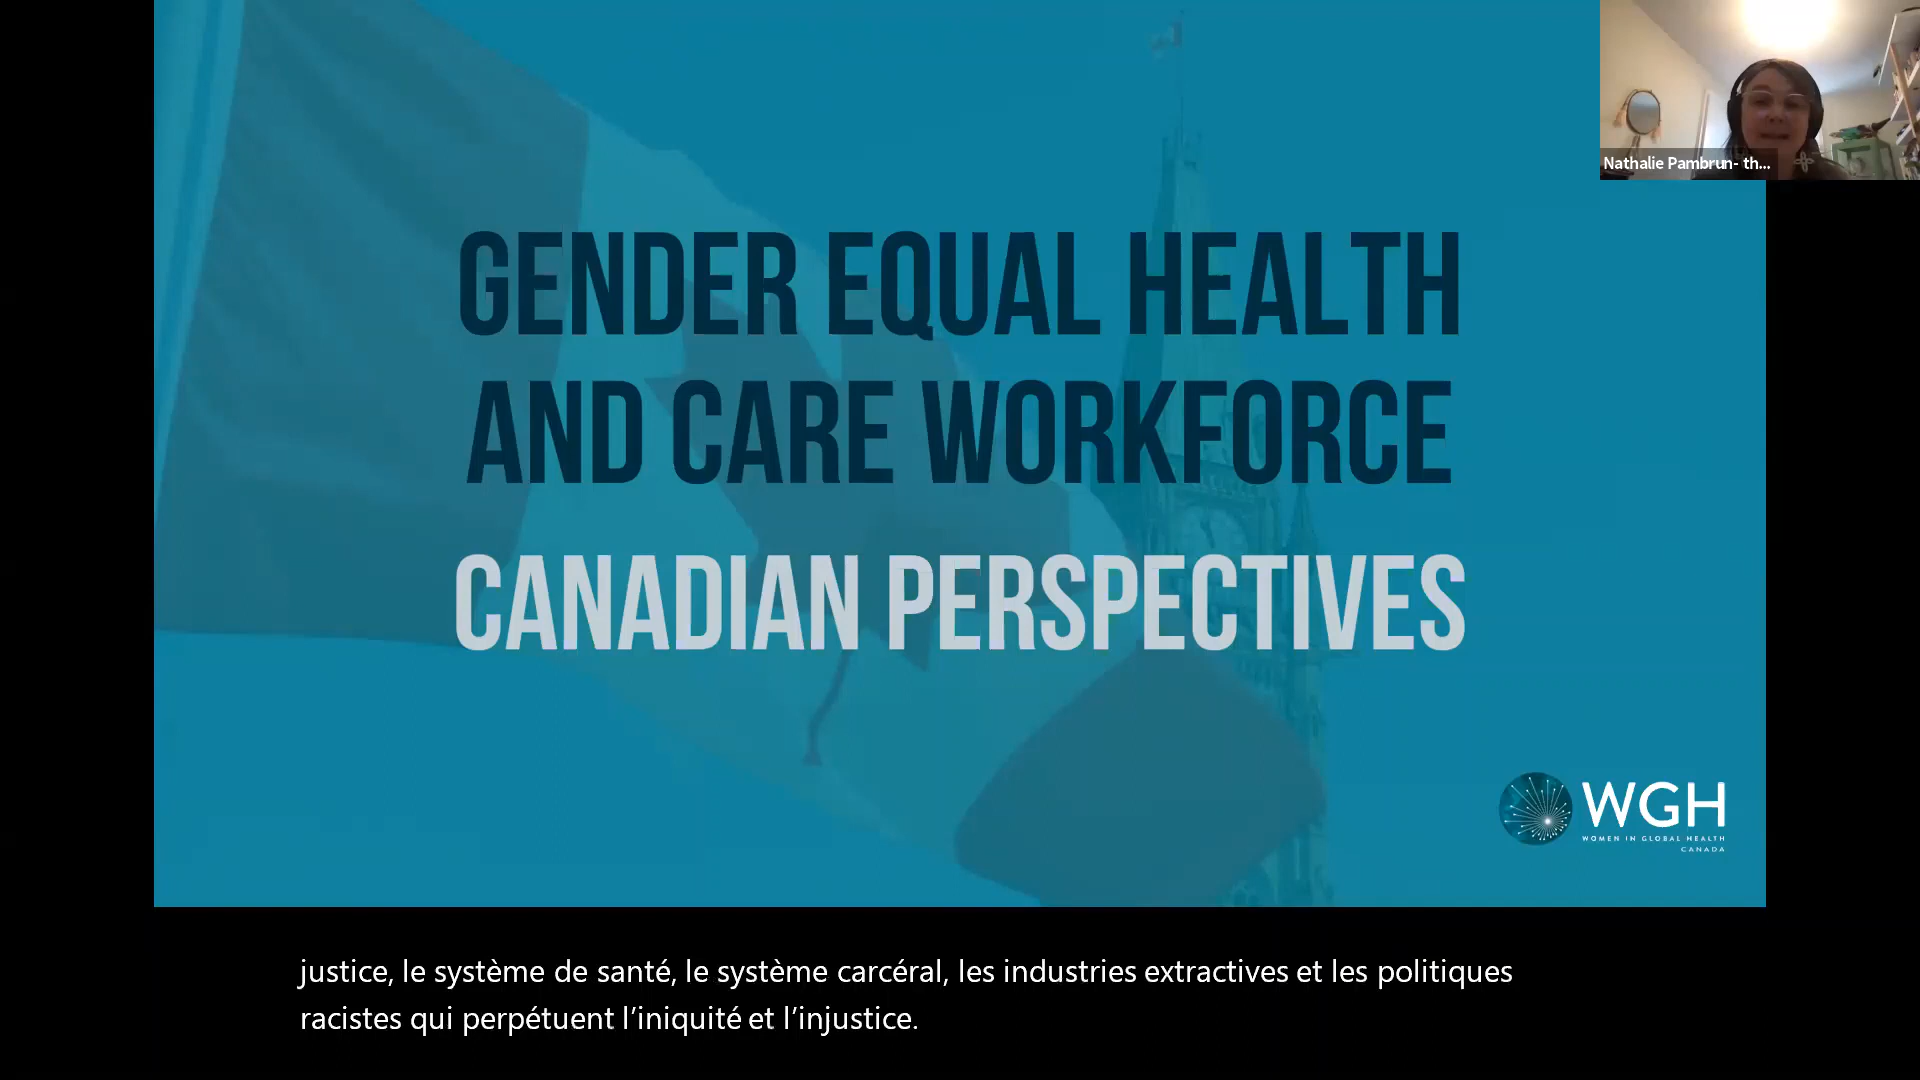 Nathalie Pambrun- th...
GENDER EQUAL HEALTH
AND CARE WORKFORCE
CANADIAN PERSPECTIVES
WGH
WOMEN IN GLOBAL HEALTH
CANADA
justice, le système de santé, le système carcéral, les industries extractives et les politiques
racistes qui perpétuent l’iniquité et l’injustice.